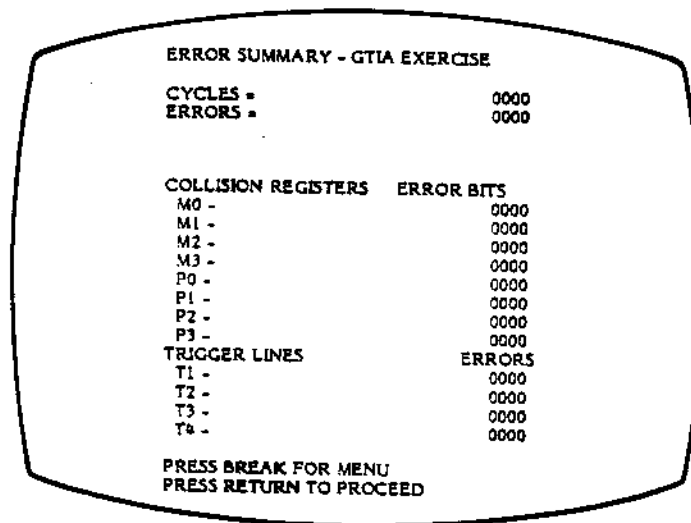 ERROR SUMMARY - GTIA EXERCISE
CYCLES = 0000
ERRORS = 0000
COLLISION REGISTERS ERROR BITS
M0 - 0000
M1 - 0000
M2 - 0000
M3 - 0000
P0 - 0000
P1 - 0000
P2 - 0000
P3 - 0000
TRIGGER LINES ERRORS
T1 - 0000
T2 - 0000
T3 - 0000
T4 - 0000
PRESS BREAK FOR MENU
PRESS RETURN TO PROCEED